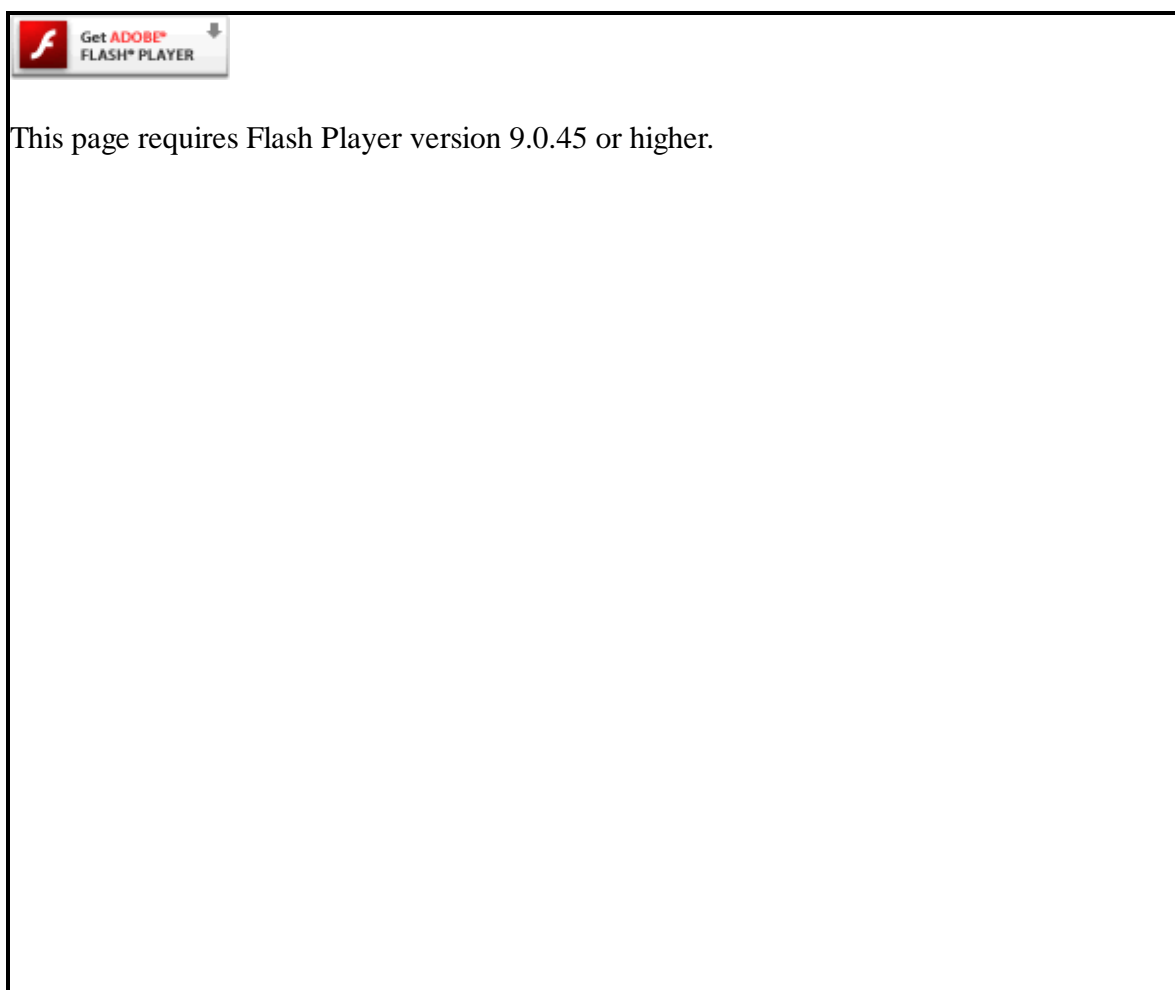 Get ADOBE®
FLASH® PLAYER
This page requires Flash Player version 9.0.45 or higher.